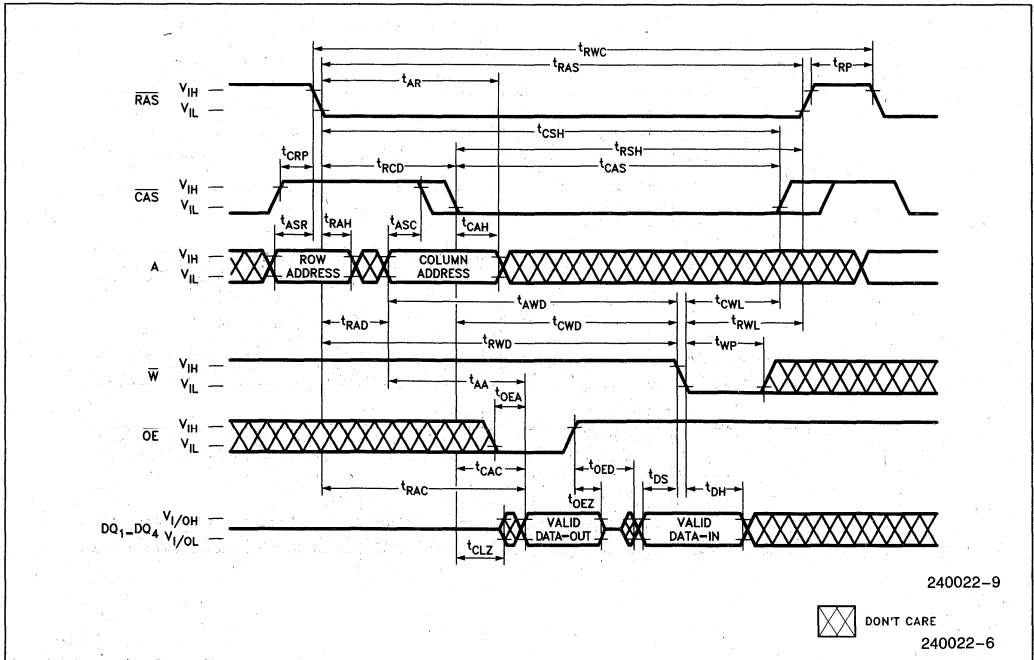 tRWC
tRAS
tRP
tAR
RAS
VIH
VIL
tCSH
tRSH
tCRP
tRCD
tCAS
CAS
VIH
VIL
tASR
tRAH
tASC
tCAH
A
VIH
VIL
ROW ADDRESS
COLUMN ADDRESS
tAWD
tCWL
tRAD
tCWD
tRWL
tRWD
tWP
W
VIH
VIL
tAA
tOEA
OE
VIH
VIL
tCAC
tOED
tDS
tRAC
tOEZ
tDH
DQ1–DQ4
VI/OH
VI/OL
VALID DATA-OUT
VALID DATA-IN
tCLZ
240022-9
DON'T CARE
240022-6